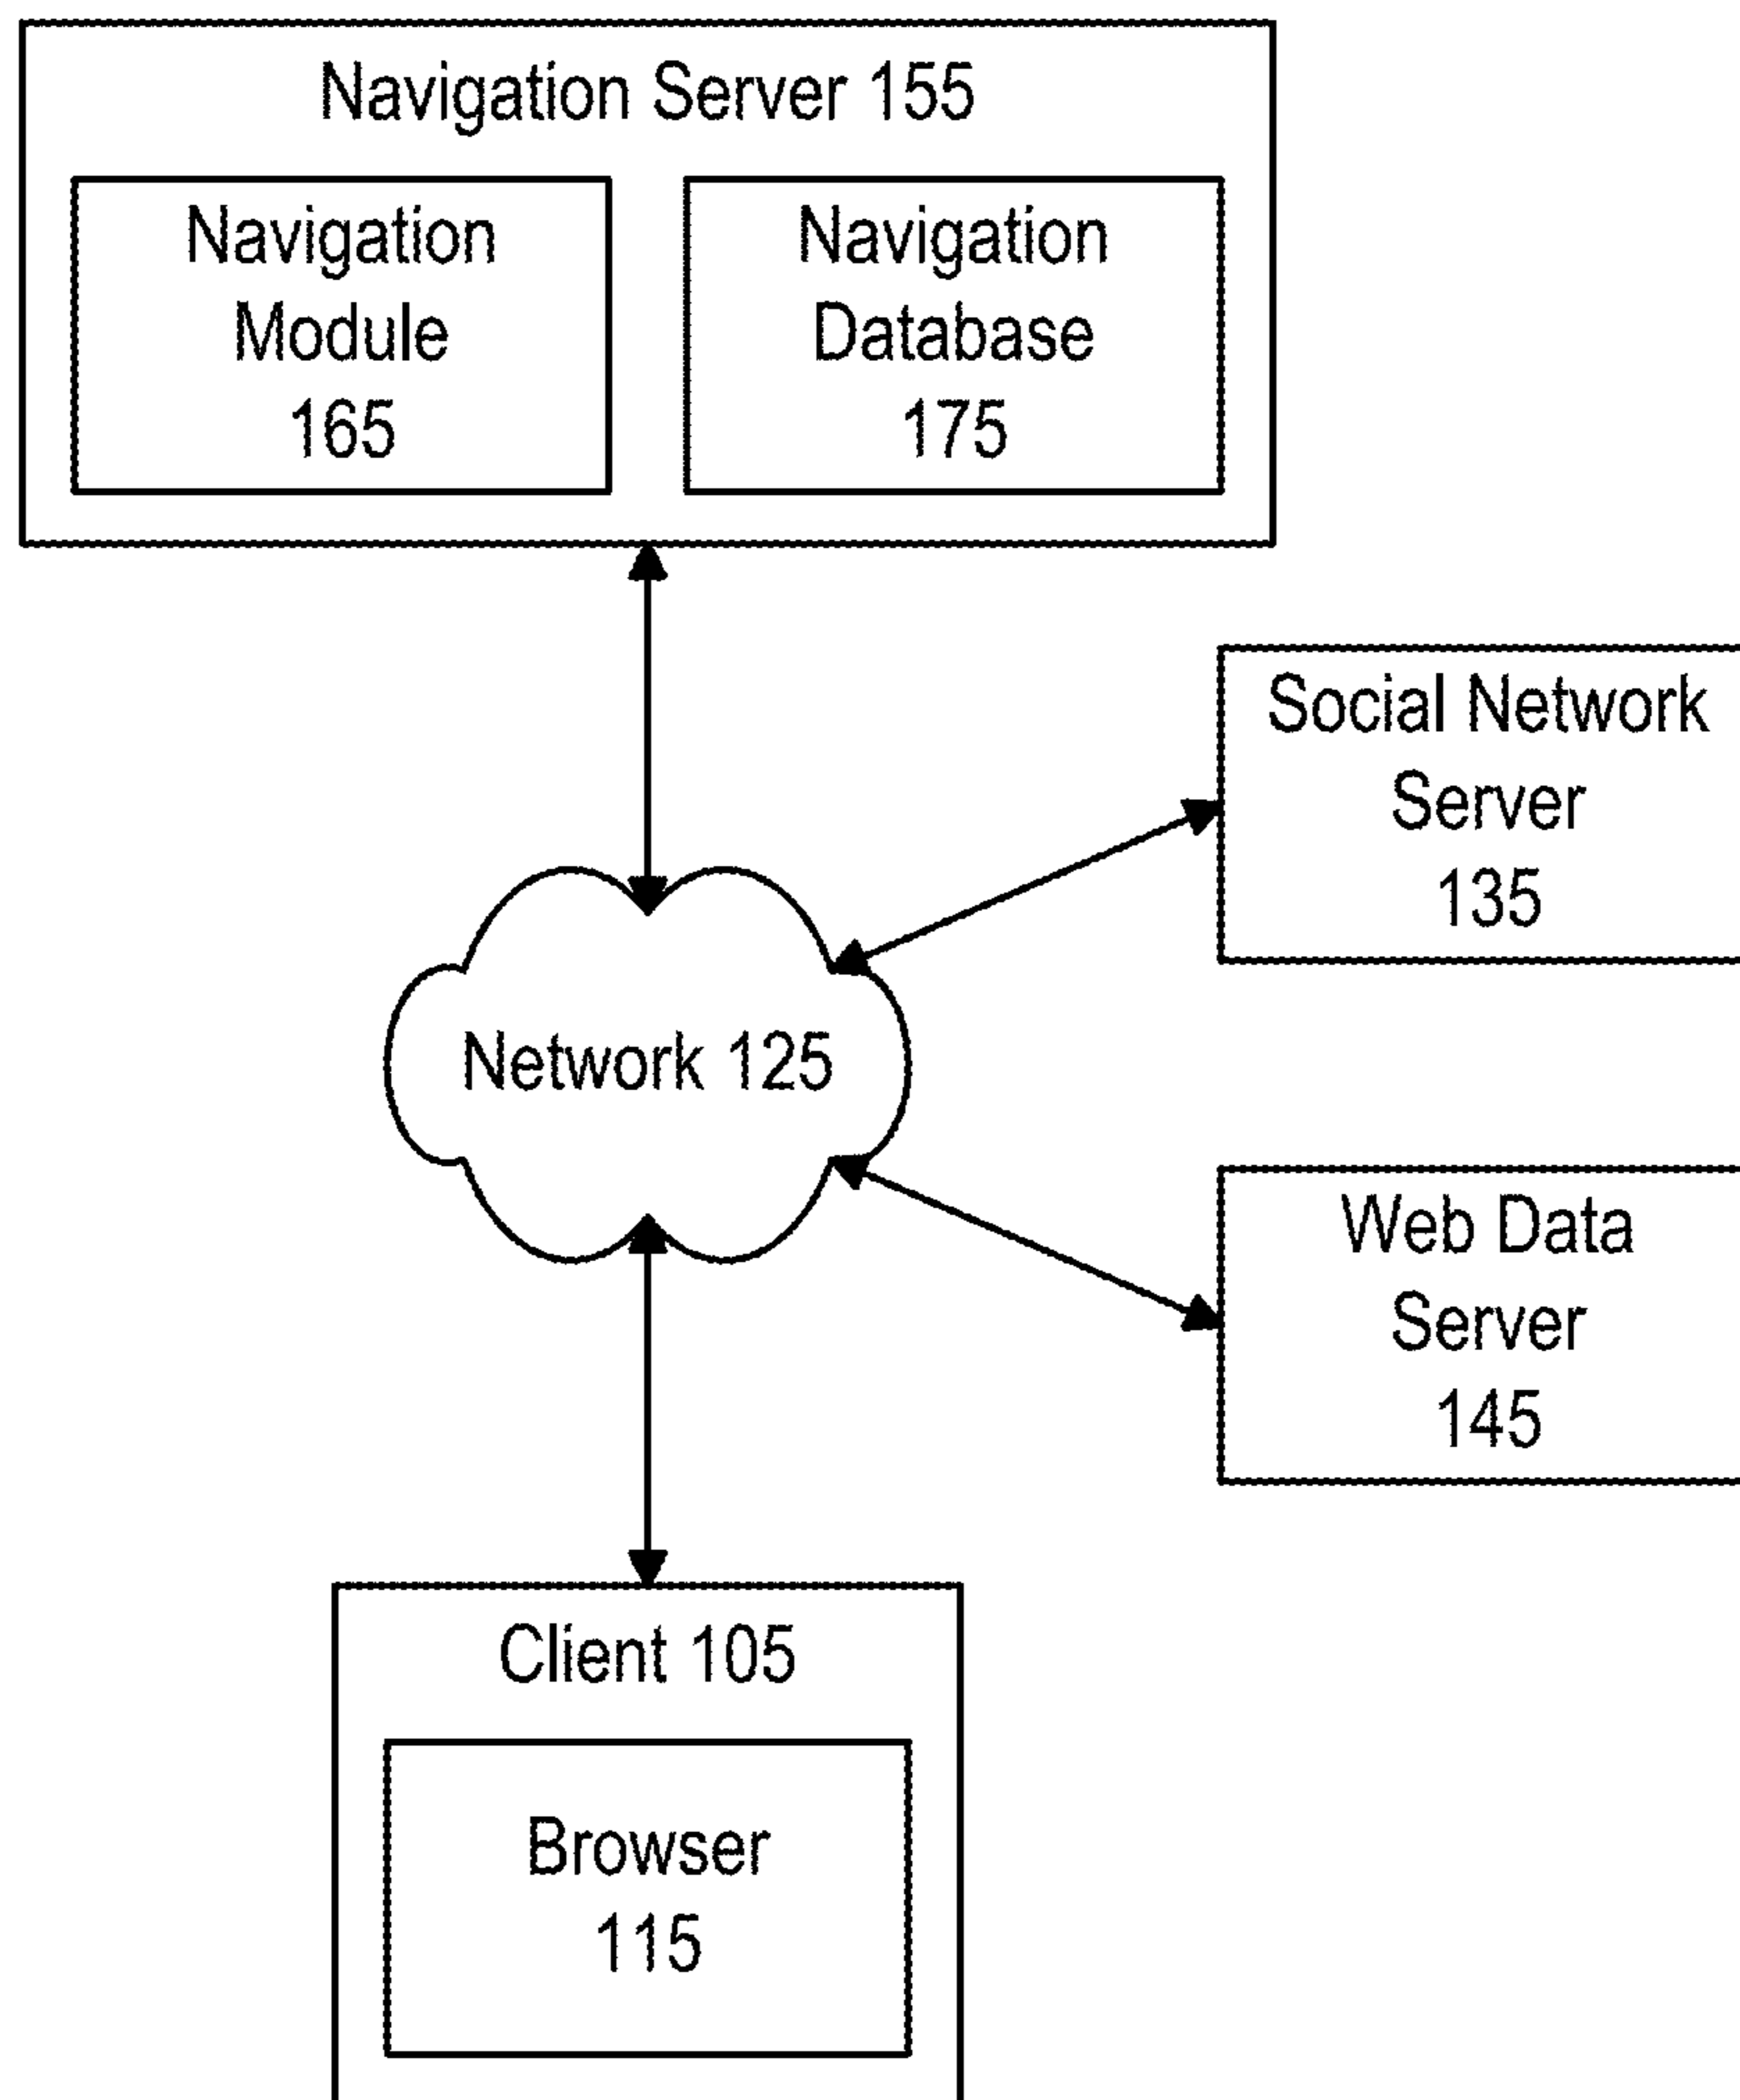 Navigation Server 155
Navigation
Module
165
Navigation
Database
175
Social Network
Server
135
Network 125
Web Data
Server
145
Client 105
Browser
115